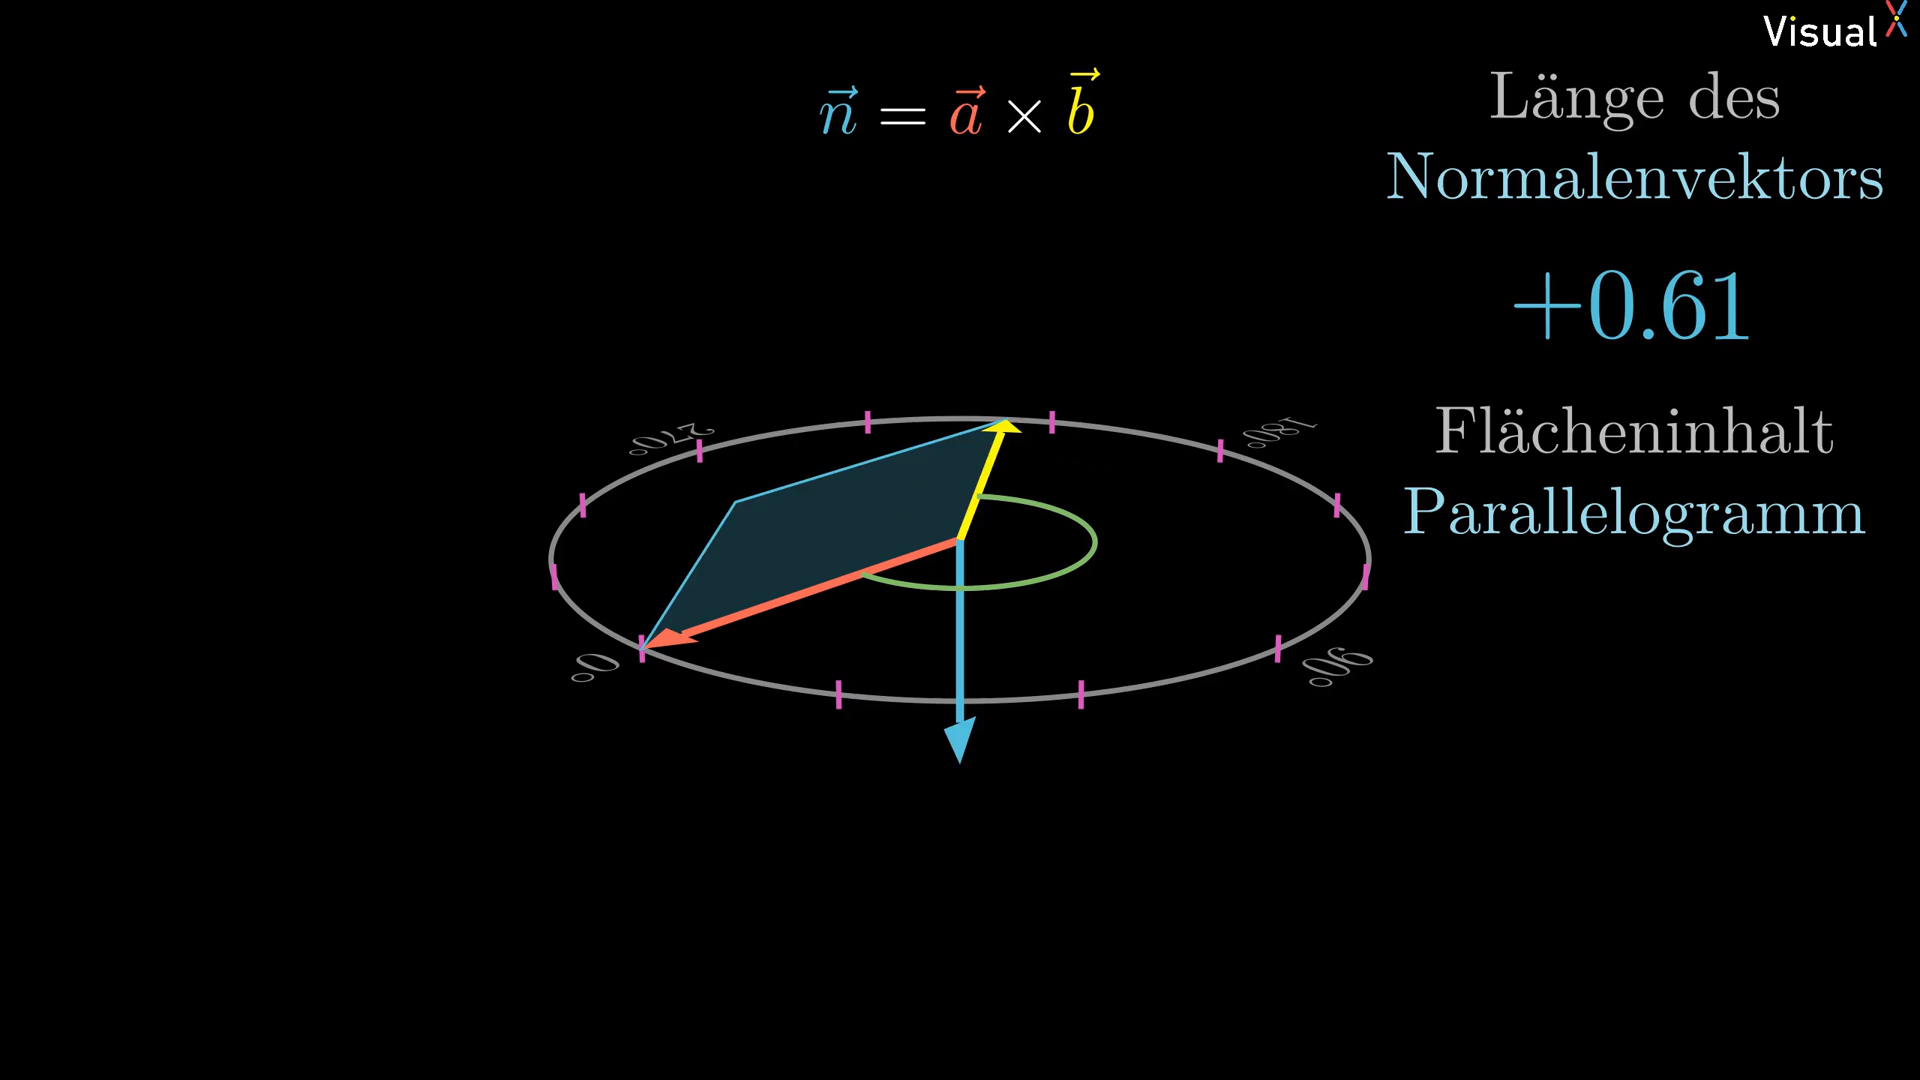 Visual X
n⃗ = a⃗ × b⃗
Länge des
Normalenvektors
+0.61
Flächeninhalt
Parallelogramm
270°
180°
0°
90°